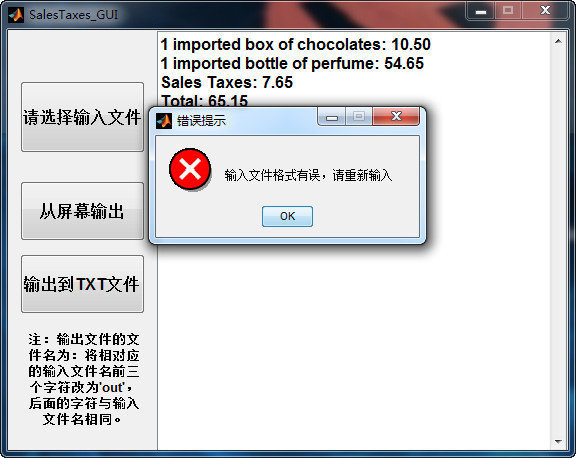 SalesTaxes_GUI
请选择输入文件
从屏幕输出
输出到TXT文件
注：输出文件的文
件名为：将相对应
的输入文件名前三
个字符改为'out'，
后面的字符与输入
文件名相同。
1 imported box of chocolates: 10.50
1 imported bottle of perfume: 54.65
Sales Taxes: 7.65
Total: 65.15
错误提示
输入文件格式有误，请重新输入
OK